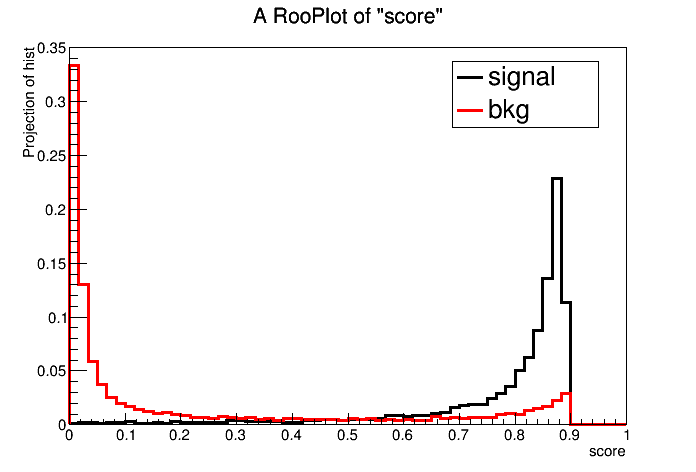 A RooPlot of "score"
Projection of hist
0.35
0.3
0.25
0.2
0.15
0.1
0.05
0
signal
bkg
0 0.1 0.2 0.3 0.4 0.5 0.6 0.7 0.8 0.9 1
score